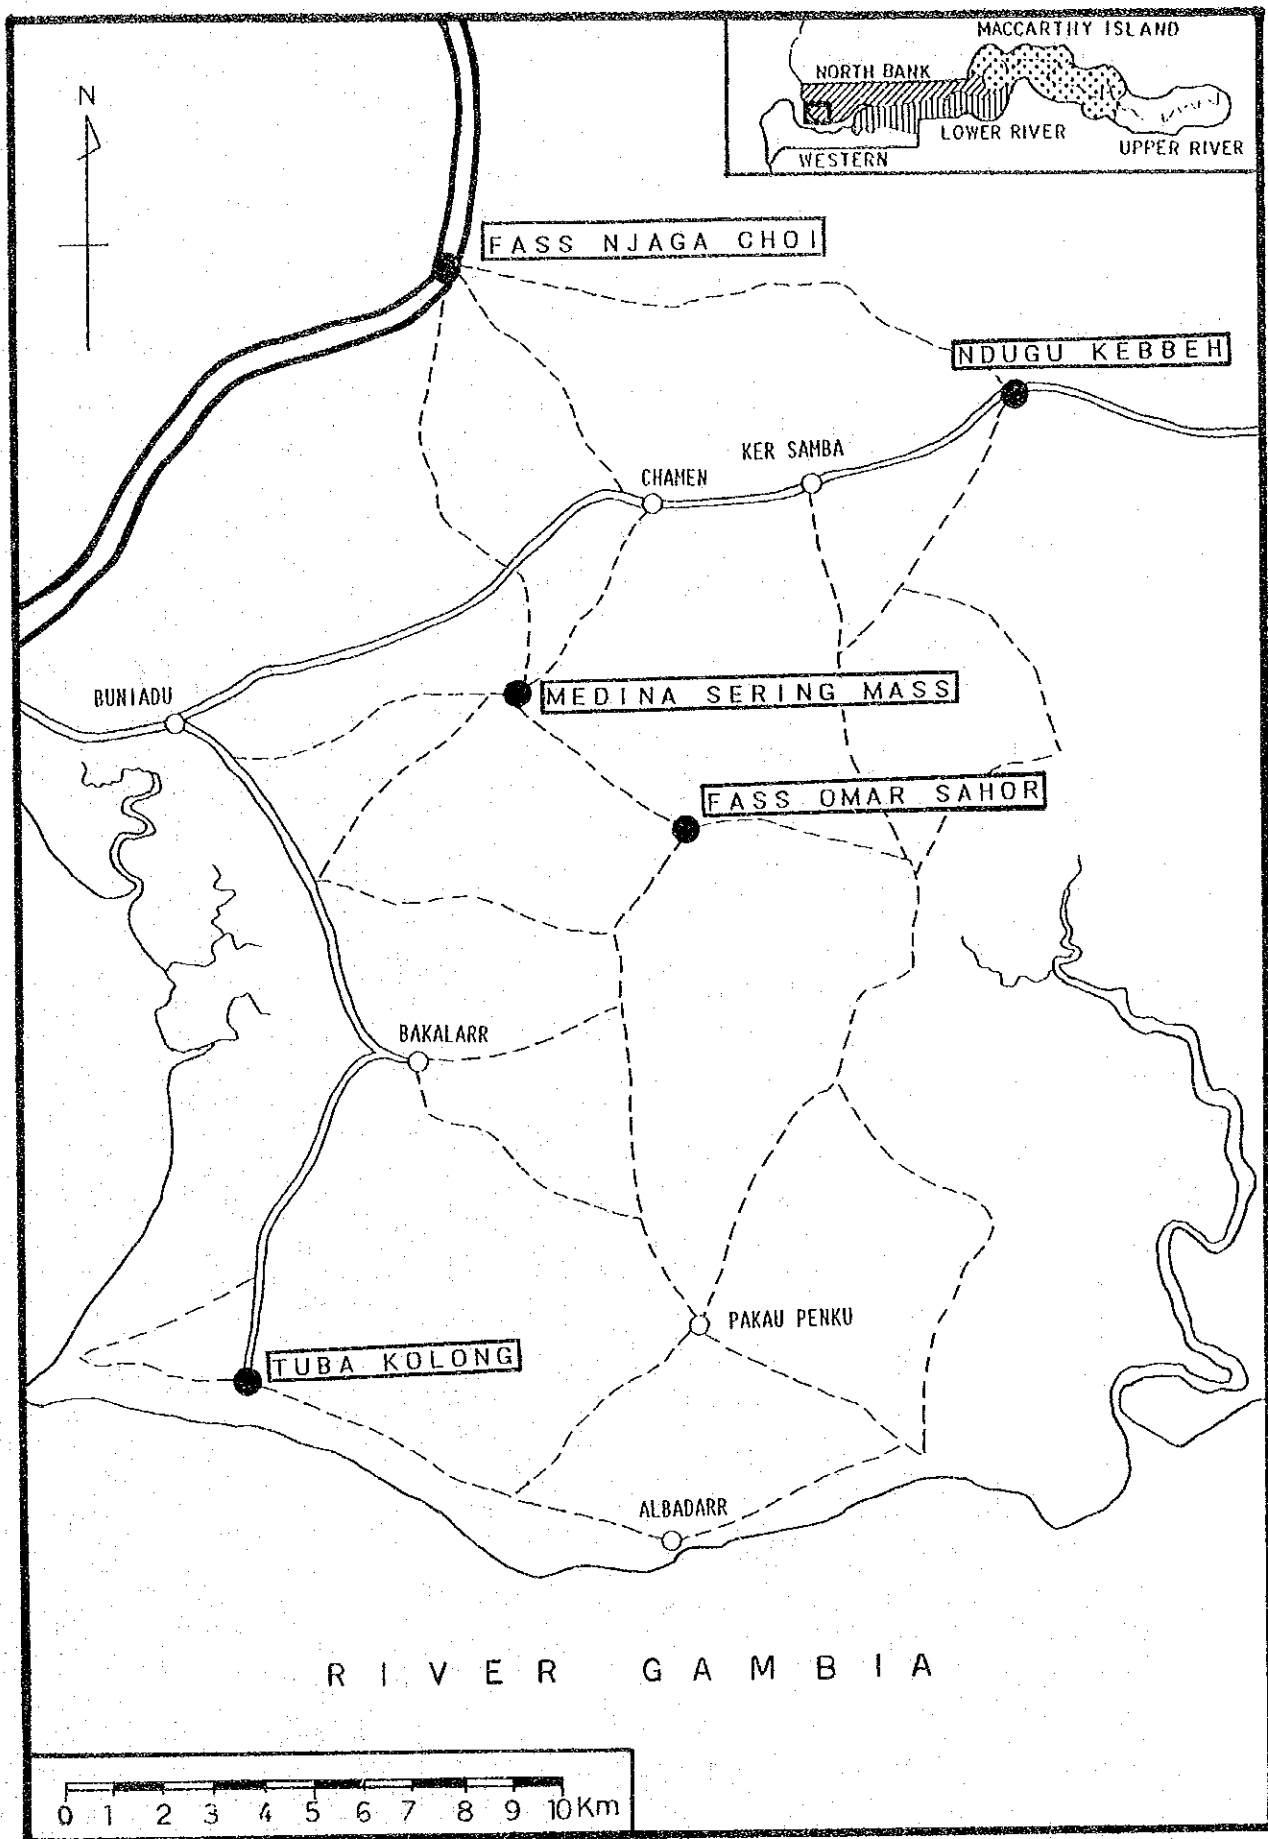 MACCARTHY ISLAND
NORTH BANK
LOWER RIVER
UPPER RIVER
WESTERN
N
FASS NJAGA CHOI
NDUGU KEBBEH
KER SAMBA
CHAMEN
BUNIADU
MEDINA SERING MASS
FASS OMAR SAHOR
BAKALARR
PAKAU PENKU
TUBA KOLONG
ALBADARR
RIVER GAMBIA
0 1 2 3 4 5 6 7 8 9 10 Km